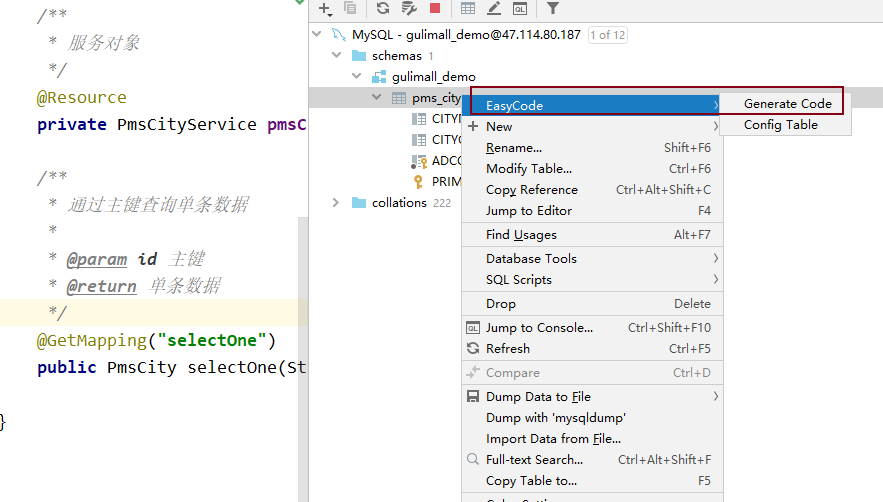 /**
* 服务对象
*/
@Resource
private PmsCityService pmsC
/**
* 通过主键查询单条数据
*
* @param id 主键
* @return 单条数据
*/
@GetMapping("selectOne")
public PmsCity selectOne(St
}
MySQL - gulimall_demo@47.114.80.187 1 of 12
schemas 1
gulimall_demo
pms_city
CITY
CITYC
ADCO
PRIM
collations 222
EasyCode
New
Rename... Shift+F6
Modify Table... Ctrl+F6
Copy Reference Ctrl+Alt+Shift+C
Jump to Editor F4
Find Usages Alt+F7
Database Tools
SQL Scripts
Drop Delete
Jump to Console... Ctrl+Shift+F10
Refresh Ctrl+F5
Compare Ctrl+D
Dump Data to File
Dump with 'mysqldump'
Import Data from File...
Full-text Search... Ctrl+Alt+Shift+F
Copy Table to... F5
Generate Code
Config Table